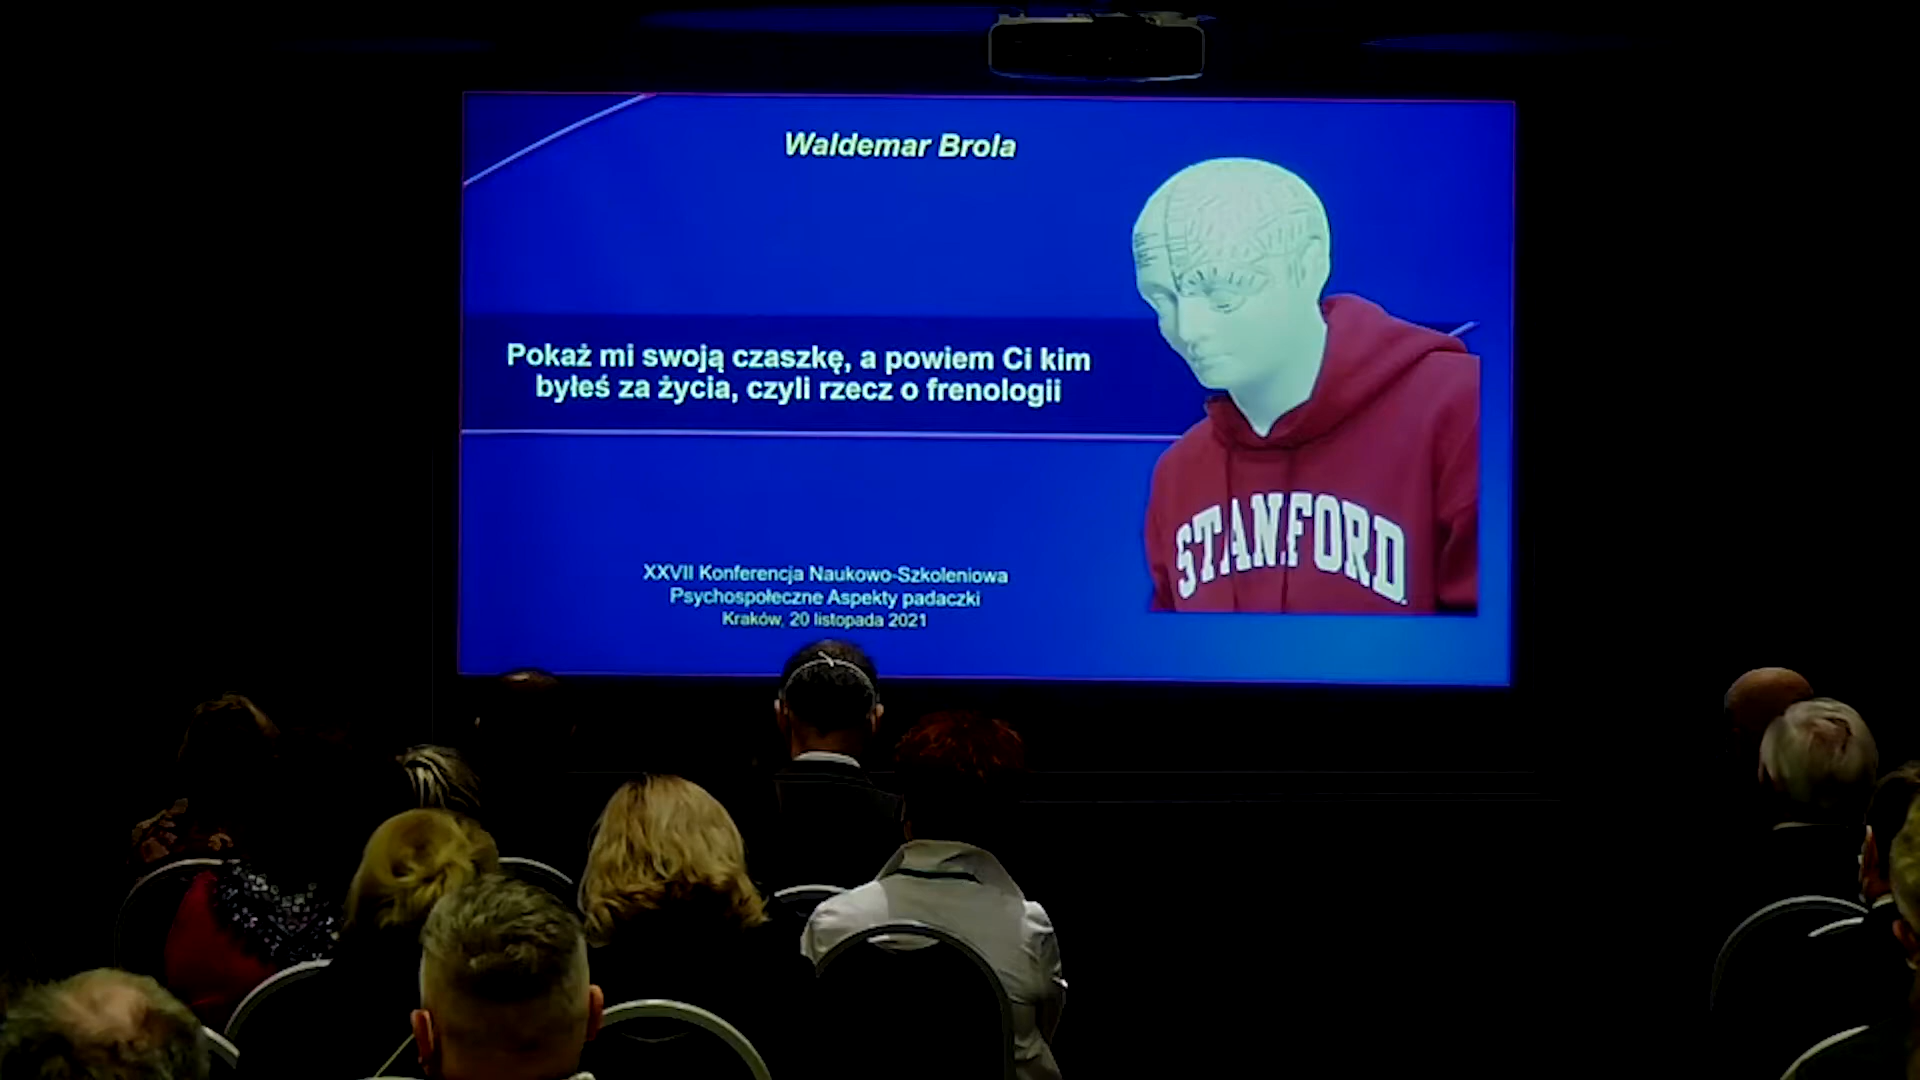 Waldemar Brola
Pokaż mi swoją czaszkę, a powiem Ci kim
byłeś za życia, czyli rzecz o frenologii
STANFORD
XXVII Konferencja Naukowo-Szkoleniowa
Psychospołeczne Aspekty padaczki
Kraków, 20 listopada 2021